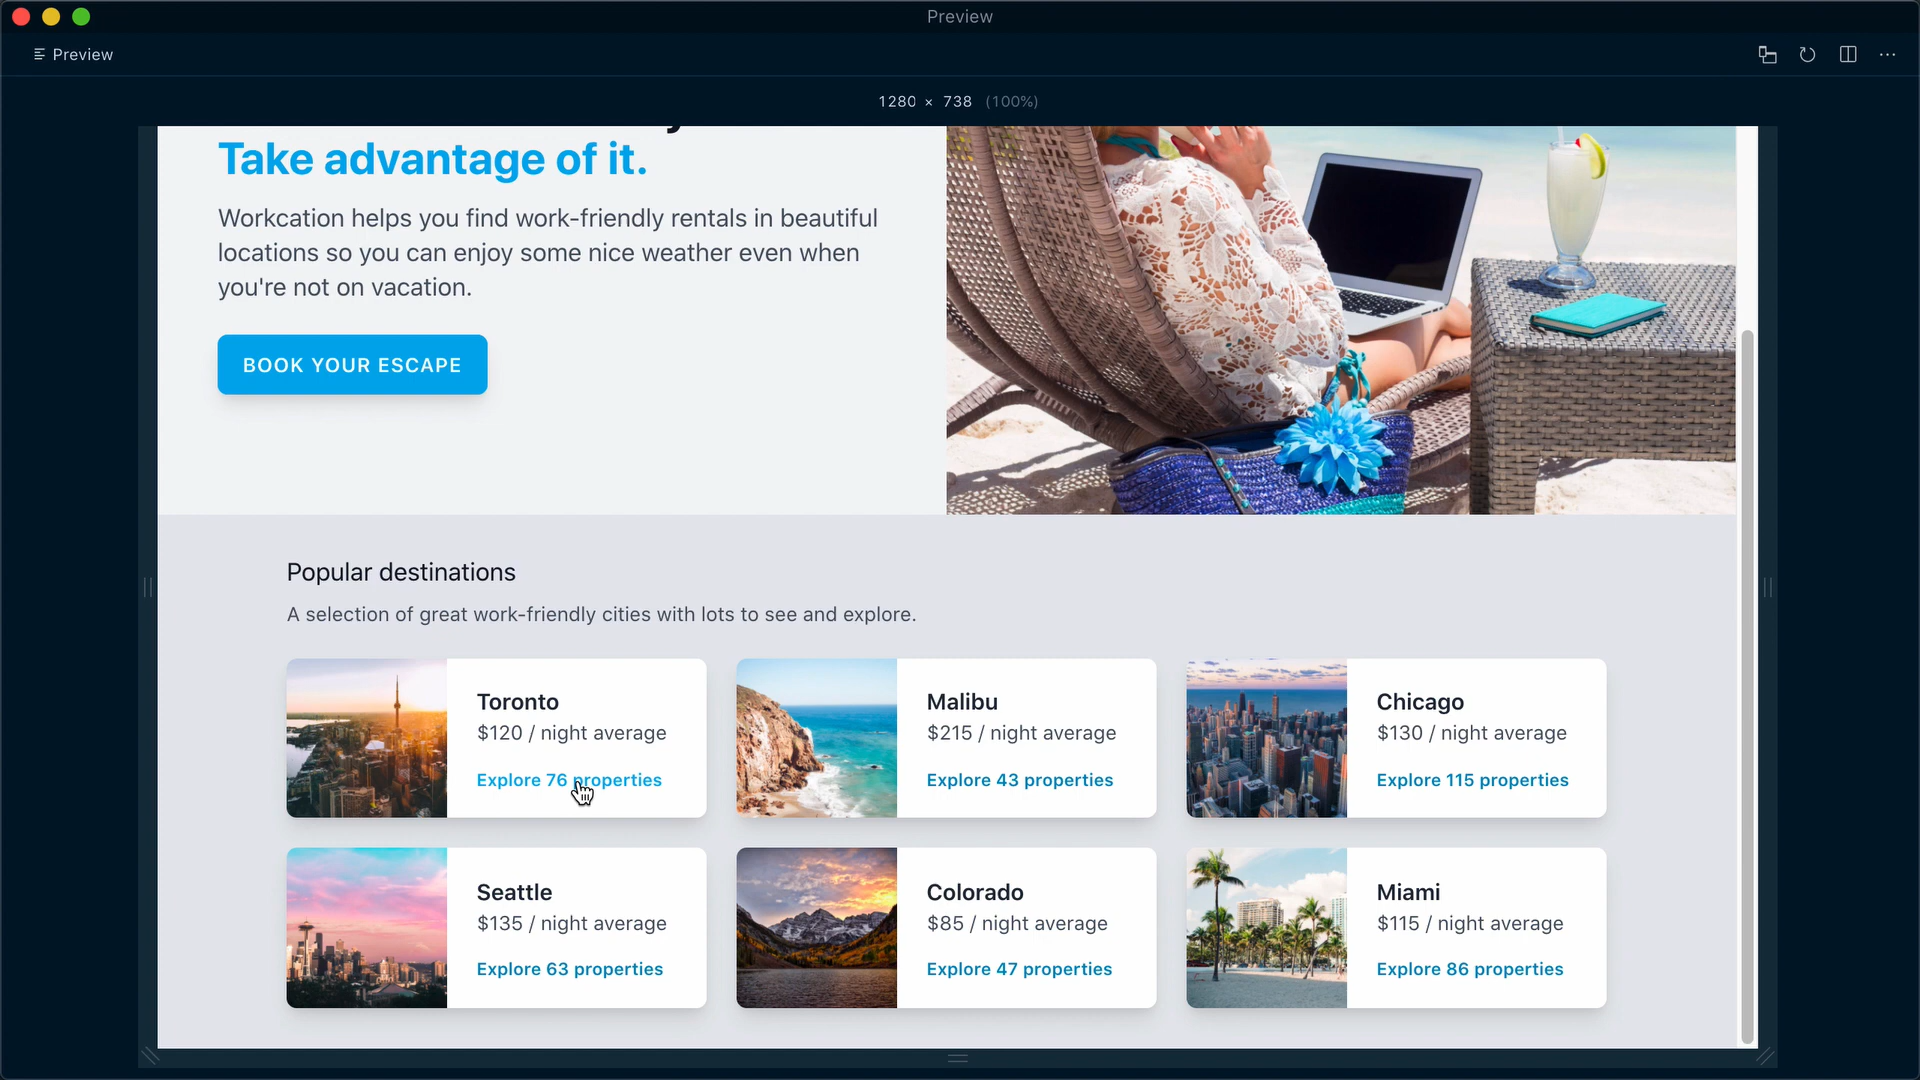 Preview
Preview
1280 × 738 (100%)
Take advantage of it.
Workcation helps you find work-friendly rentals in beautiful
locations so you can enjoy some nice weather even when
you're not on vacation.
BOOK YOUR ESCAPE
Popular destinations
A selection of great work-friendly cities with lots to see and explore.
Toronto
$120 / night average
Explore 76 properties
Malibu
$215 / night average
Explore 43 properties
Chicago
$130 / night average
Explore 115 properties
Seattle
$135 / night average
Explore 63 properties
Colorado
$85 / night average
Explore 47 properties
Miami
$115 / night average
Explore 86 properties